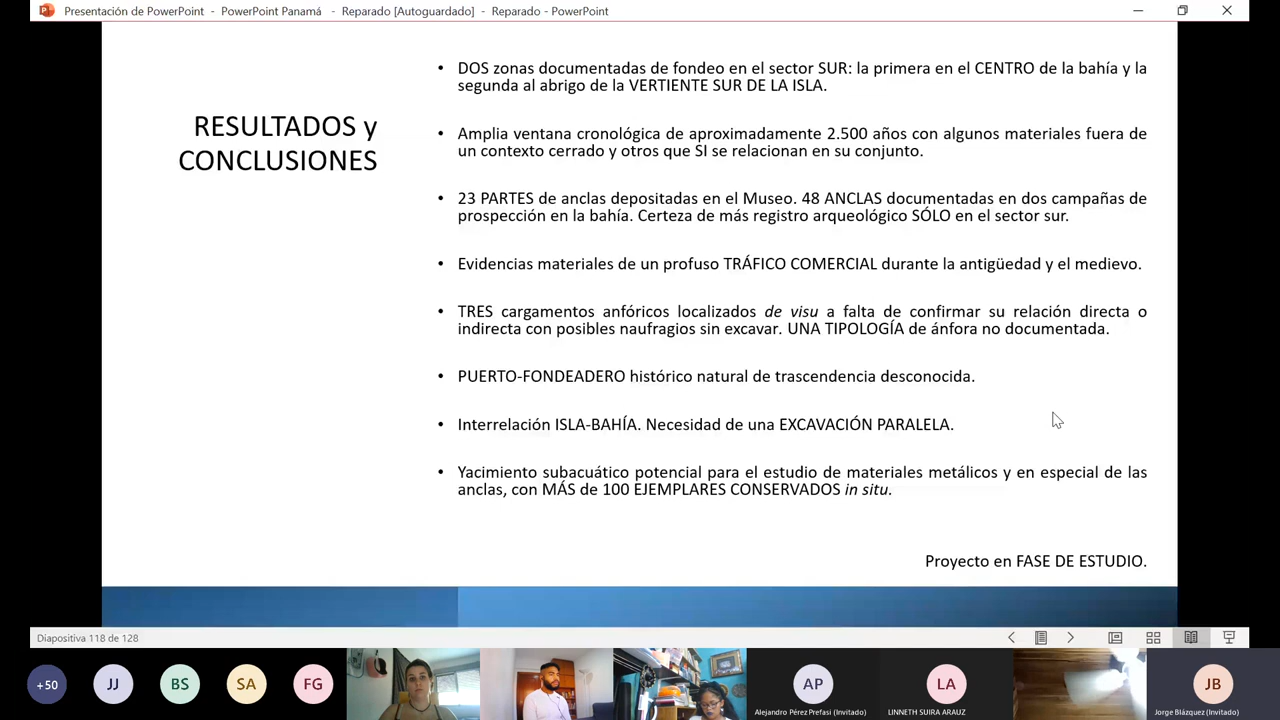 Presentación de PowerPoint - PowerPoint Panamá - Reparado [Autoguardado] - Reparado - PowerPoint
RESULTADOS y
CONCLUSIONES
• DOS zonas documentadas de fondeo en el sector SUR: la primera en el CENTRO de la bahía y la
segunda al abrigo de la VERTIENTE SUR DE LA ISLA.
• Amplia ventana cronológica de aproximadamente 2.500 años con algunos materiales fuera de
un contexto cerrado y otros que SI se relacionan en su conjunto.
• 23 PARTES de anclas depositadas en el Museo. 48 ANCLAS documentadas en dos campañas de
prospección en la bahía. Certeza de más registro arqueológico SÓLO en el sector sur.
• Evidencias materiales de un profuso TRÁFICO COMERCIAL durante la antigüedad y el medievo.
• TRES cargamentos anfóricos localizados de visu a falta de confirmar su relación directa o
indirecta con posibles naufragios sin excavar. UNA TIPOLOGÍA de ánfora no documentada.
• PUERTO-FONDEADERO histórico natural de trascendencia desconocida.
• Interrelación ISLA-BAHÍA. Necesidad de una EXCAVACIÓN PARALELA.
• Yacimiento subacuático potencial para el estudio de materiales metálicos y en especial de las
anclas, con MÁS de 100 EJEMPLARES CONSERVADOS in situ.
Proyecto en FASE DE ESTUDIO.
Diapositiva 118 de 128
+50 JJ BS SA FG AP LA JB
Alejandro Pérez Prefasi (Invitado) LINNETH SUIRA ARAUZ Jorge Blázquez (Invitado)